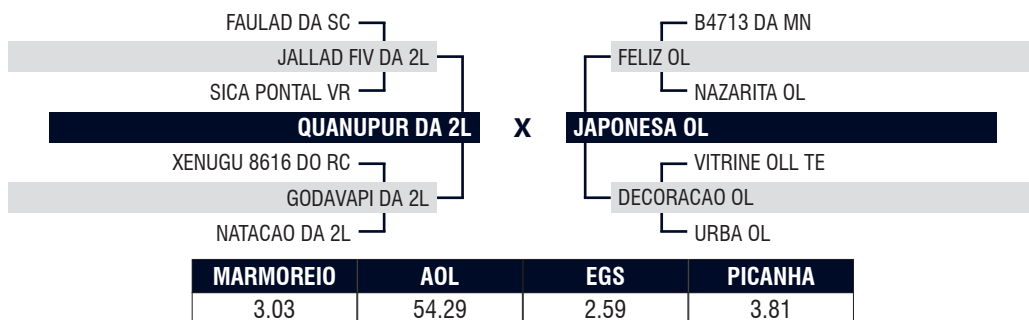 FAULAD DA SC B4713 DA MN
JALLAD FIV DA 2L FELIZ OL
SICA PONTAL VR NAZARITA OL
QUANUPUR DA 2L X JAPONESA OL
XENUGU 8616 DO RC VITRINE OLL TE
GODAVAPI DA 2L DECORACAO OL
NATACAO DA 2L URBA OL
MARMOREIO AOL EGS PICANHA
3.03 54.29 2.59 3.81